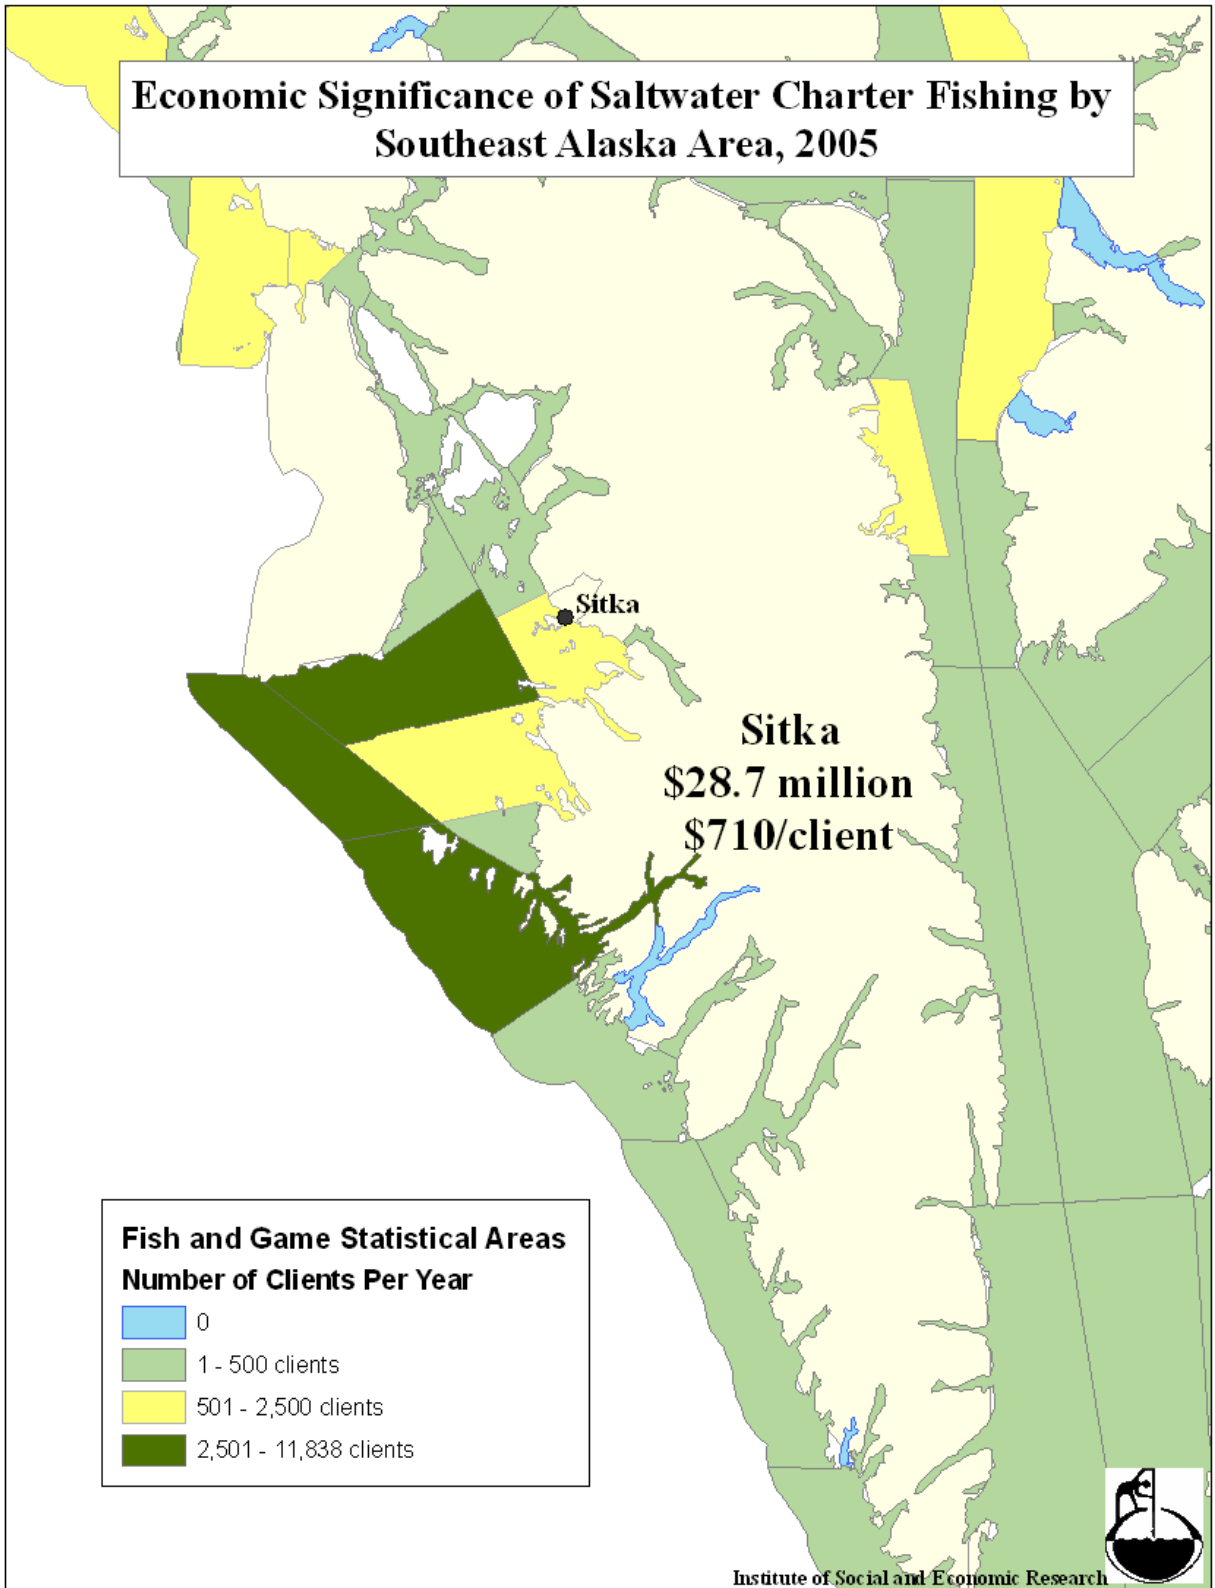 Economic Significance of Saltwater Charter Fishing by
Southeast Alaska Area, 2005
Sitka
Sitka
$28.7 million
$710/client
Fish and Game Statistical Areas
Number of Clients Per Year
0
1 - 500 clients
501 - 2,500 clients
2,501 - 11,838 clients
Institute of Social and Economic Research